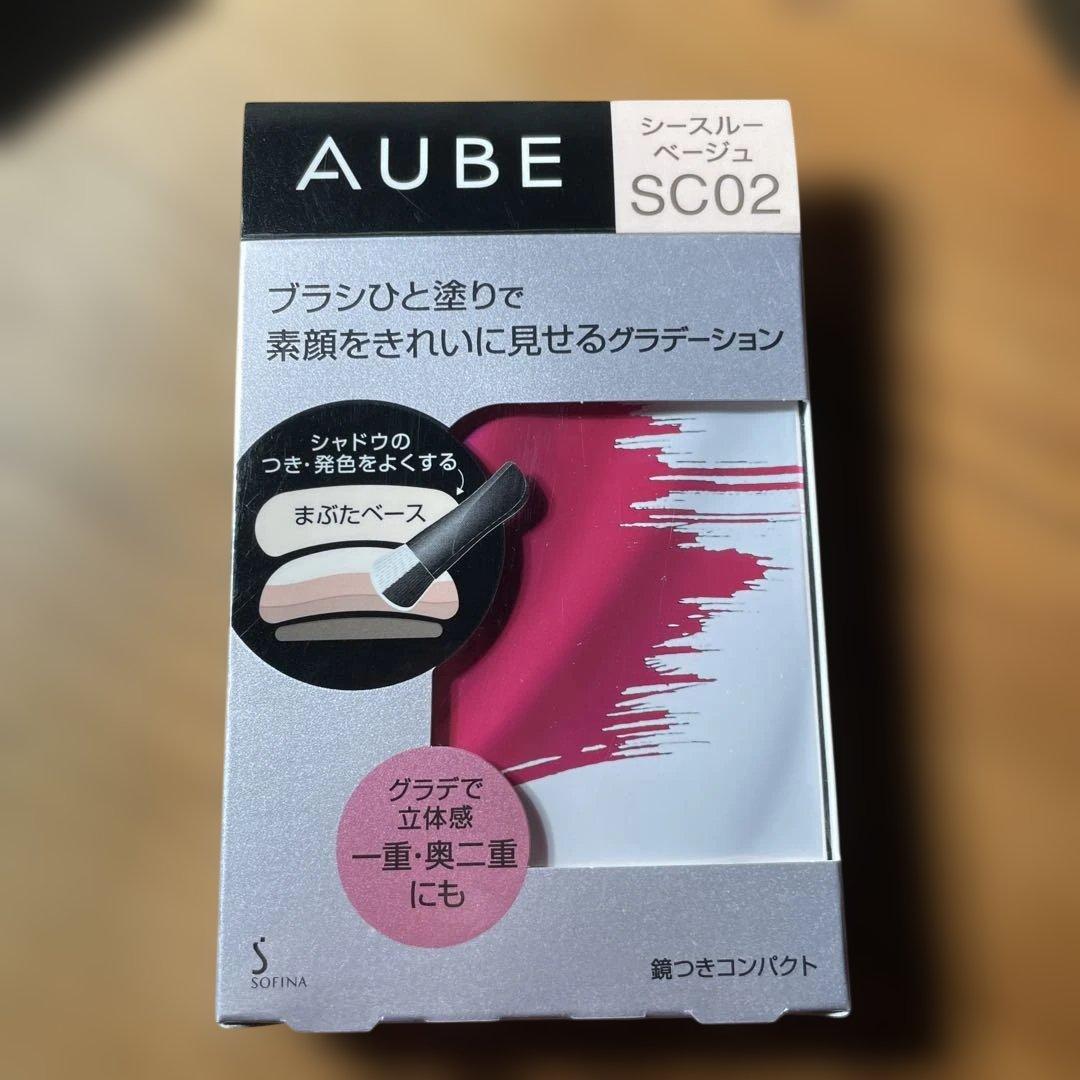 AUBE
シースルー
ベージュ
SC02
ブラシひと塗りで
素顔をきれいに見せるグラデーション
シャドウの
つき・発色をよくする
まぶたベース
グラデで
立体感
一重・奥二重
にも
SOFINA
鏡つきコンパクト